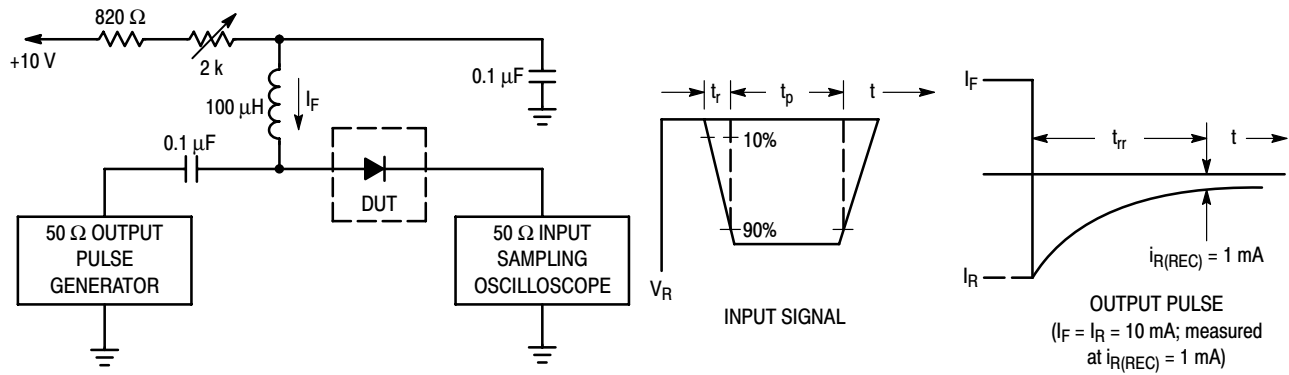 820 Ω
+10 V
2 k
100 μH
I_F
0.1 μF
0.1 μF
DUT
50 Ω OUTPUT
PULSE
GENERATOR
50 Ω INPUT
SAMPLING
OSCILLOSCOPE
t_r
t_p
t
10%
90%
V_R
INPUT SIGNAL
I_F
t_rr
t
I_R
i_R(REC) = 1 mA
OUTPUT PULSE
(I_F = I_R = 10 mA; measured
at i_R(REC) = 1 mA)